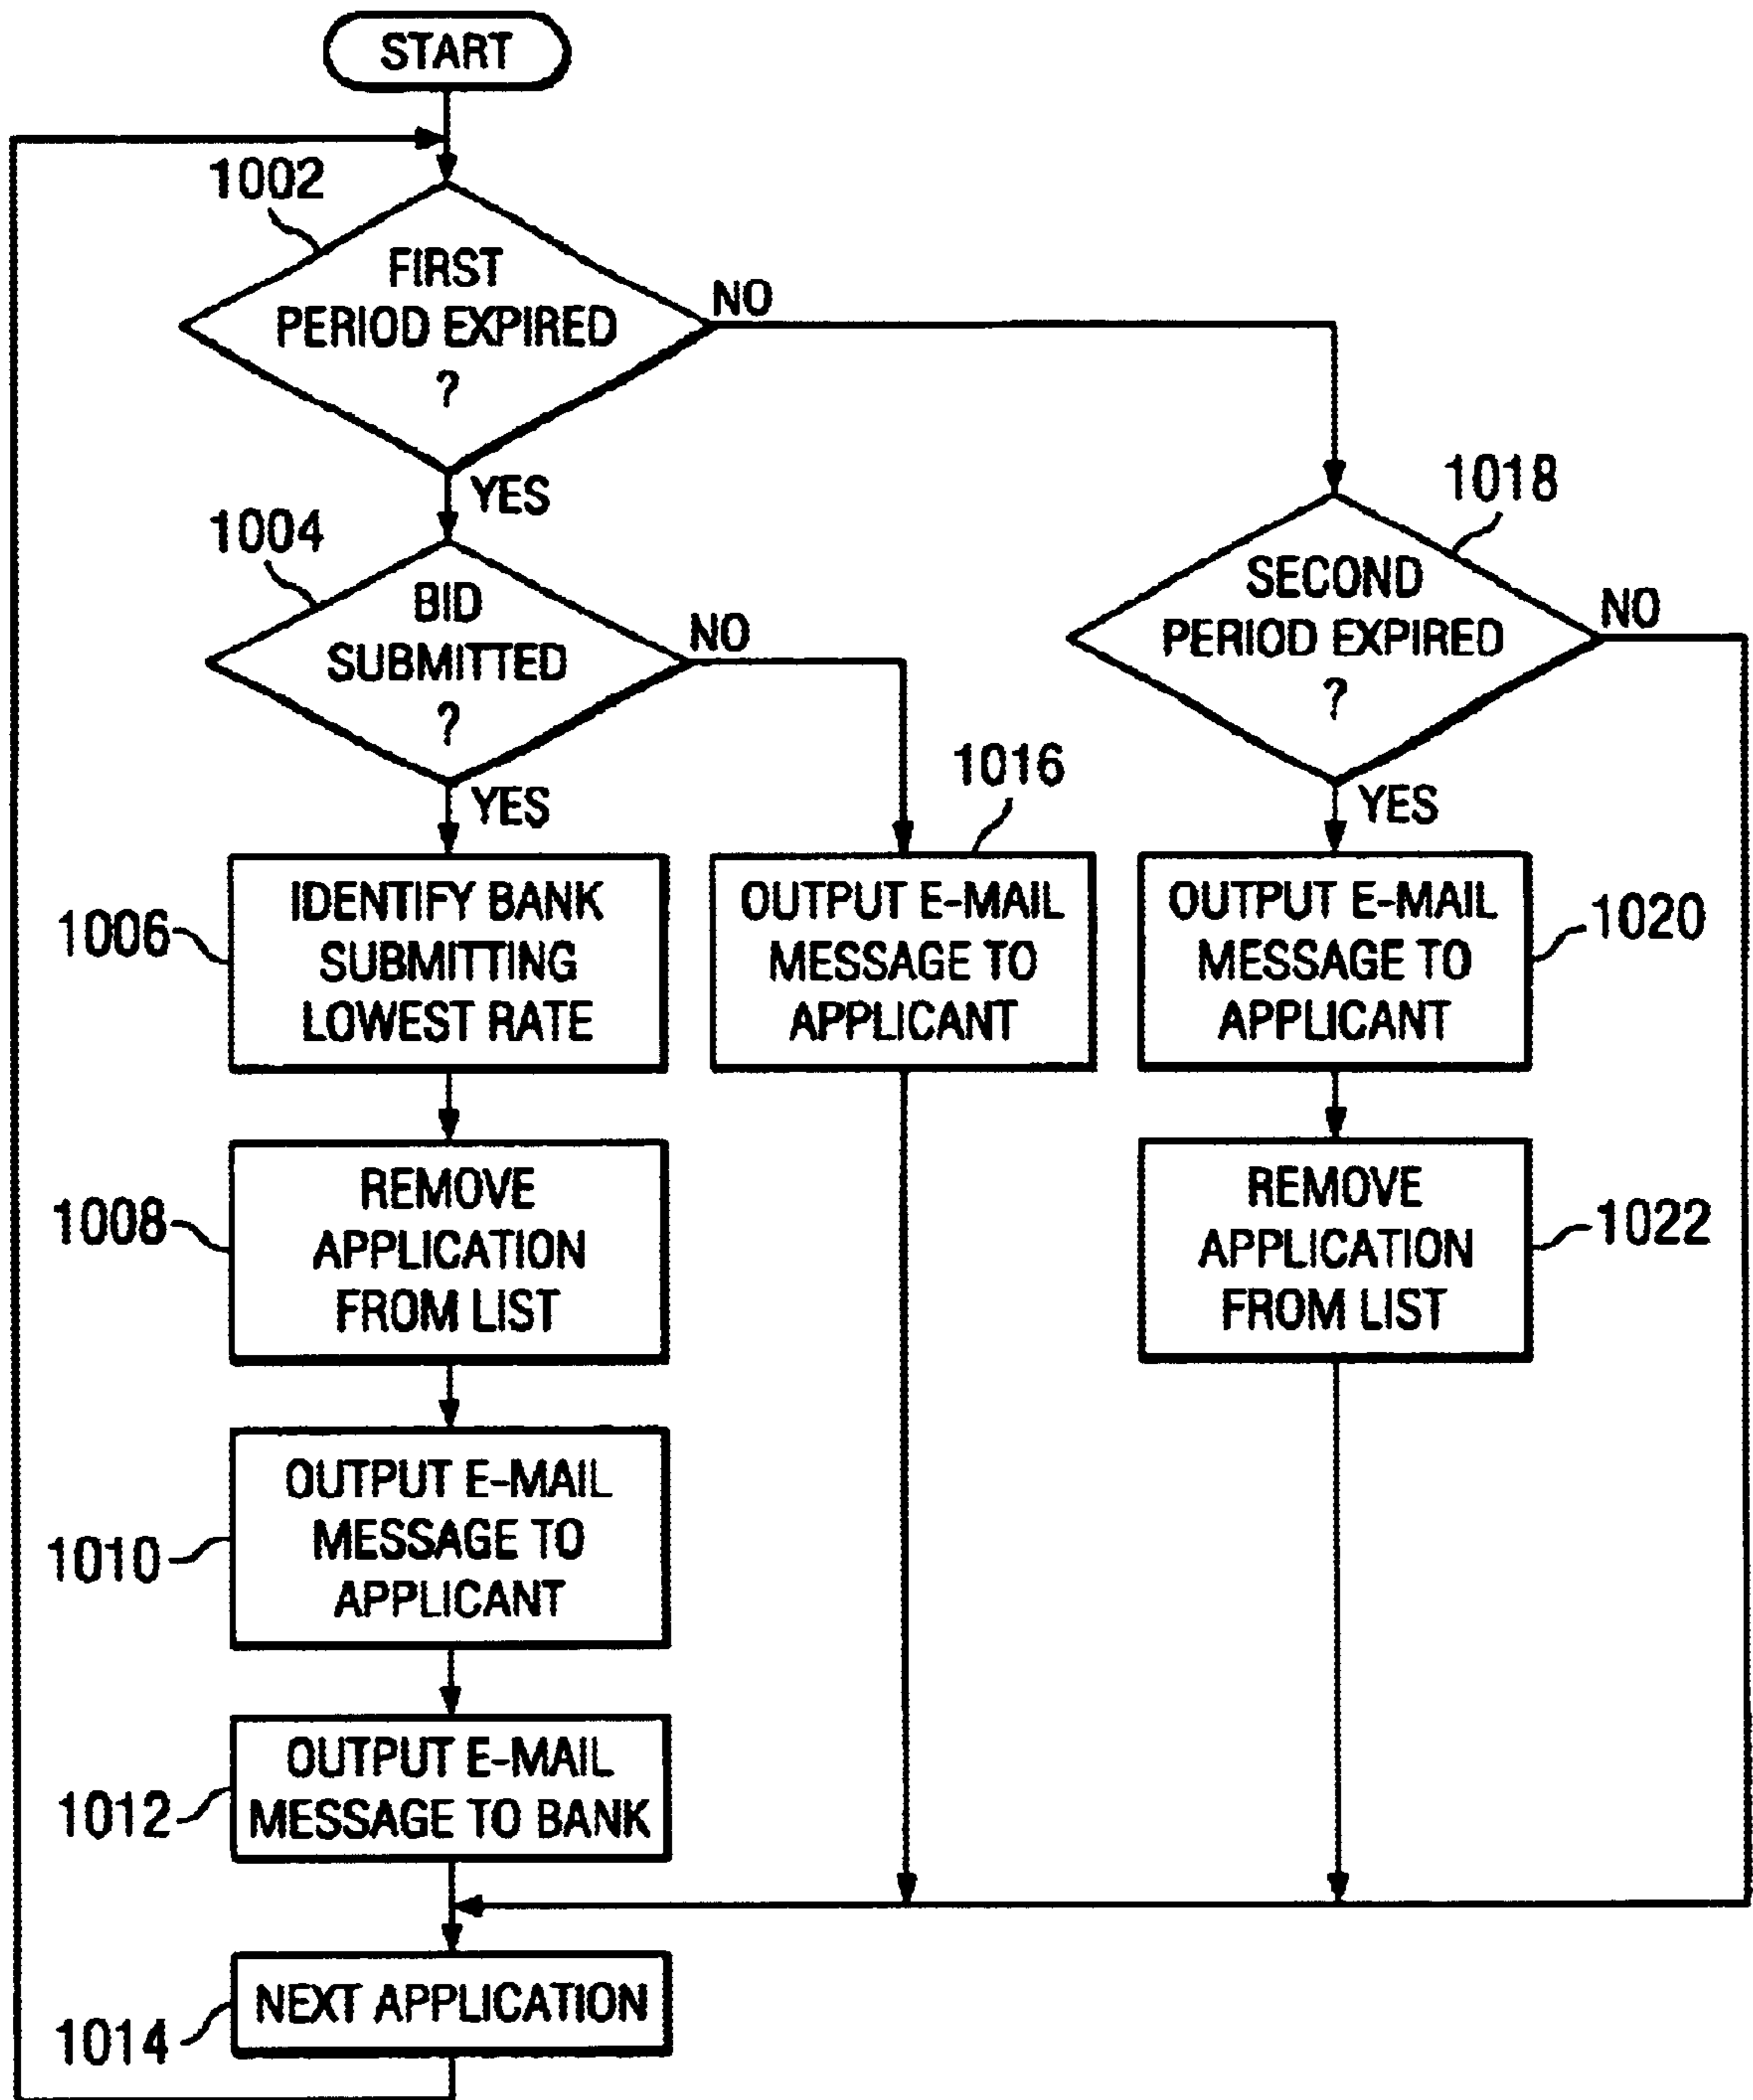 START
1002
FIRST
PERIOD EXPIRED
?
NO
YES
1004
BID
SUBMITTED
?
NO
YES
1018
SECOND
PERIOD EXPIRED
?
NO
YES
1006
IDENTIFY BANK
SUBMITTING
LOWEST RATE
1016
OUTPUT E-MAIL
MESSAGE TO
APPLICANT
1020
OUTPUT E-MAIL
MESSAGE TO
APPLICANT
1008
REMOVE
APPLICATION
FROM LIST
1022
REMOVE
APPLICATION
FROM LIST
1010
OUTPUT E-MAIL
MESSAGE TO
APPLICANT
1012
OUTPUT E-MAIL
MESSAGE TO BANK
1014
NEXT APPLICATION